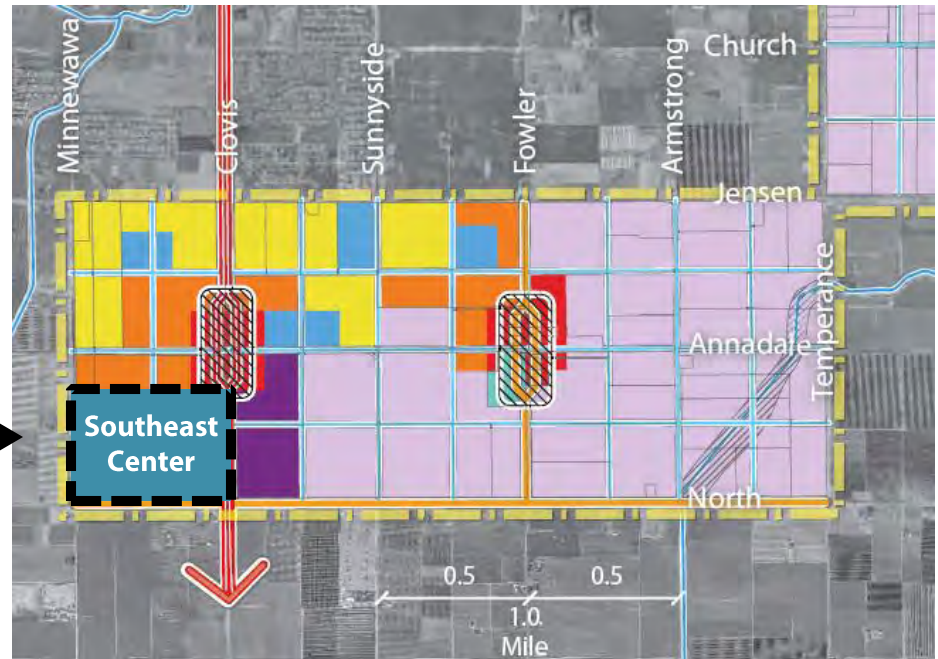 Minnewawa
Clovis
Sunnyside
Fowler
Armstrong
Church
Jensen
Temperance
Annadale
Southeast
Center
North
0.5
0.5
1.0
Mile